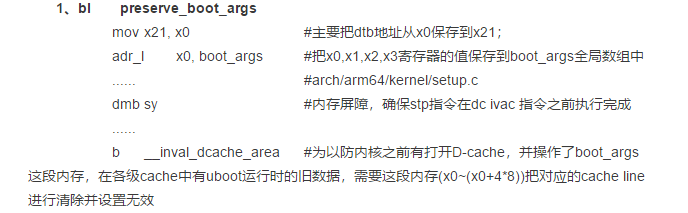 1、bl preserve_boot_args
mov x21, x0 #主要把dtb地址从x0保存到x21；
adr_l x0, boot_args #把x0,x1,x2,x3寄存器的值保存到boot_args全局数组中
...... #arch/arm64/kernel/setup.c
dmb sy #内存屏障，确保stp指令在dc ivac 指令之前执行完成
......
b __inval_dcache_area #为以防内核之前有打开D-cache，并操作了boot_args
这段内存，在各级cache中有uboot运行时的旧数据，需要这段内存(x0~(x0+4*8))把对应的cache line
进行清除并设置无效